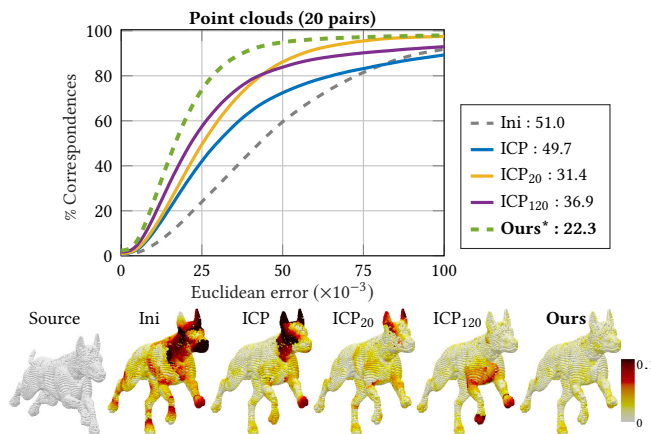 Point clouds (20 pairs)
% Correspondences
100
80
60
40
20
0
0 25 50 75 100
Euclidean error (×10⁻³)
Ini : 51.0
ICP : 49.7
ICP₂₀ : 31.4
ICP₁₂₀ : 36.9
Ours* : 22.3
Source Ini ICP ICP₂₀ ICP₁₂₀ Ours
0